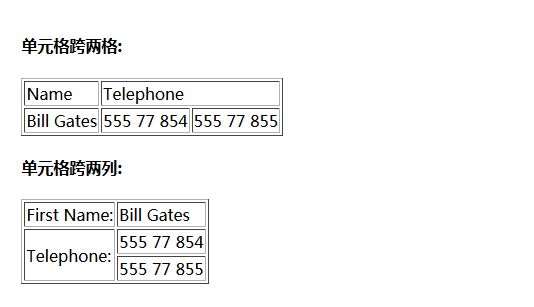 单元格跨两格:
Name Telephone
Bill Gates 555 77 854 555 77 855
单元格跨两列:
First Name: Bill Gates
Telephone: 555 77 854
555 77 855